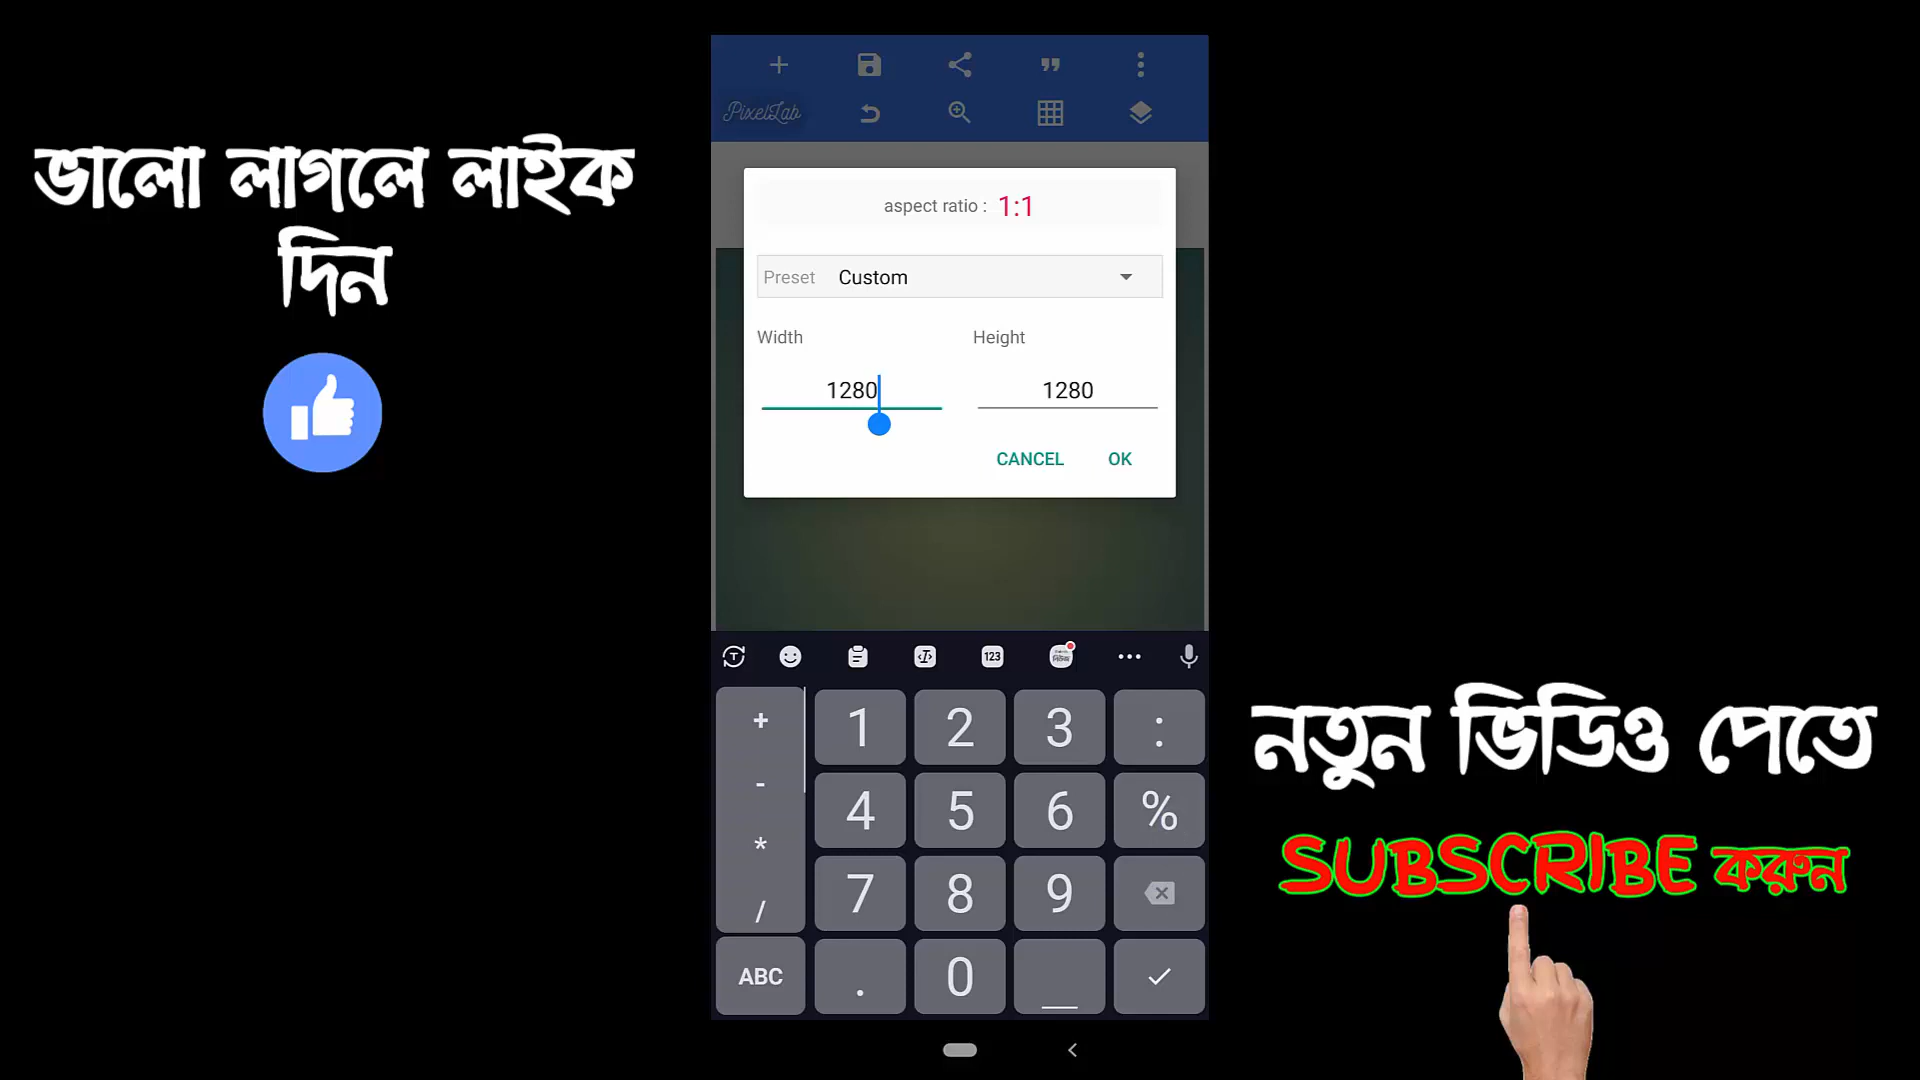 ভালো লাগলে লাইক
দিন
PixelLab
aspect ratio : 1:1
Preset Custom
Width Height
1280 1280
CANCEL OK
123
+ 1 2 3 :
- 4 5 6 %
* 7 8 9
/
ABC . 0 _
নতুন ভিডিও পেতে
SUBSCRIBE করুন